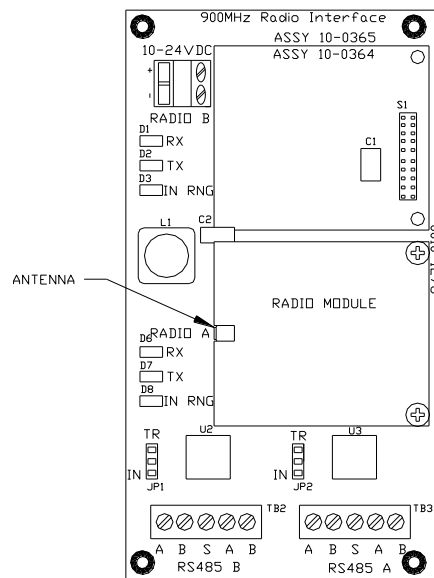 900MHz Radio Interface
ASSY 10-0365
ASSY 10-0364
10-24VDC
+
-
RADIO B
D1
RX
D2
TX
D3
IN RNG
S1
C1
L1
C2
ANTENNA
RADIO MODULE
RADIO A
D6
RX
D7
TX
D8
IN RNG
TR
U2
TR
U3
IN
JP1
IN
JP2
TB2
TB3
A B S A B
A B S A B
RS485 B
RS485 A